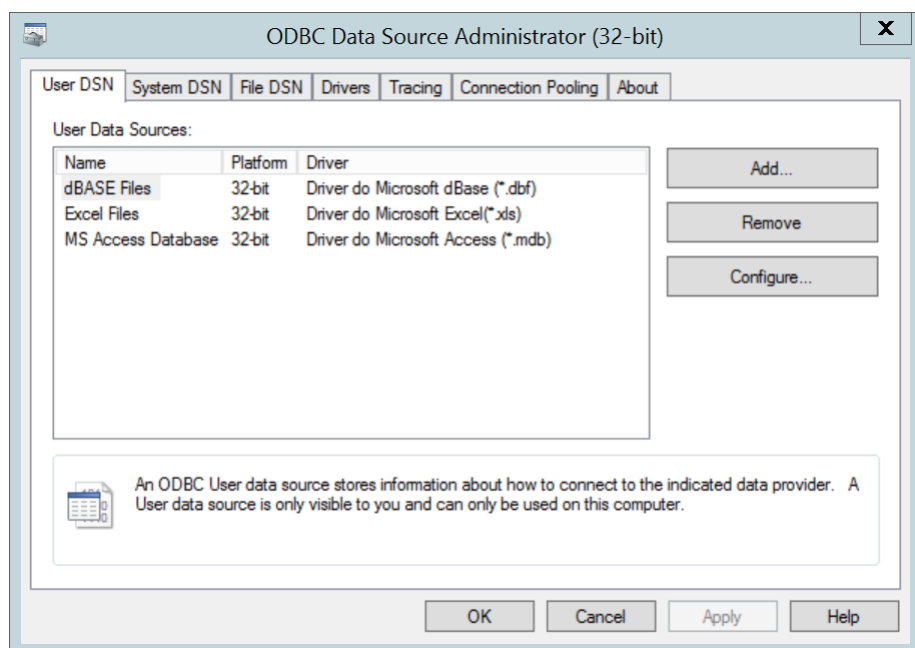 ODBC Data Source Administrator (32-bit)
X
User DSN System DSN File DSN Drivers Tracing Connection Pooling About
User Data Sources:
Name Platform Driver
dBASE Files 32-bit Driver do Microsoft dBase (*.dbf)
Excel Files 32-bit Driver do Microsoft Excel(*.xls)
MS Access Database 32-bit Driver do Microsoft Access (*.mdb)
Add...
Remove
Configure...
An ODBC User data source stores information about how to connect to the indicated data provider. A
User data source is only visible to you and can only be used on this computer.
OK Cancel Apply Help